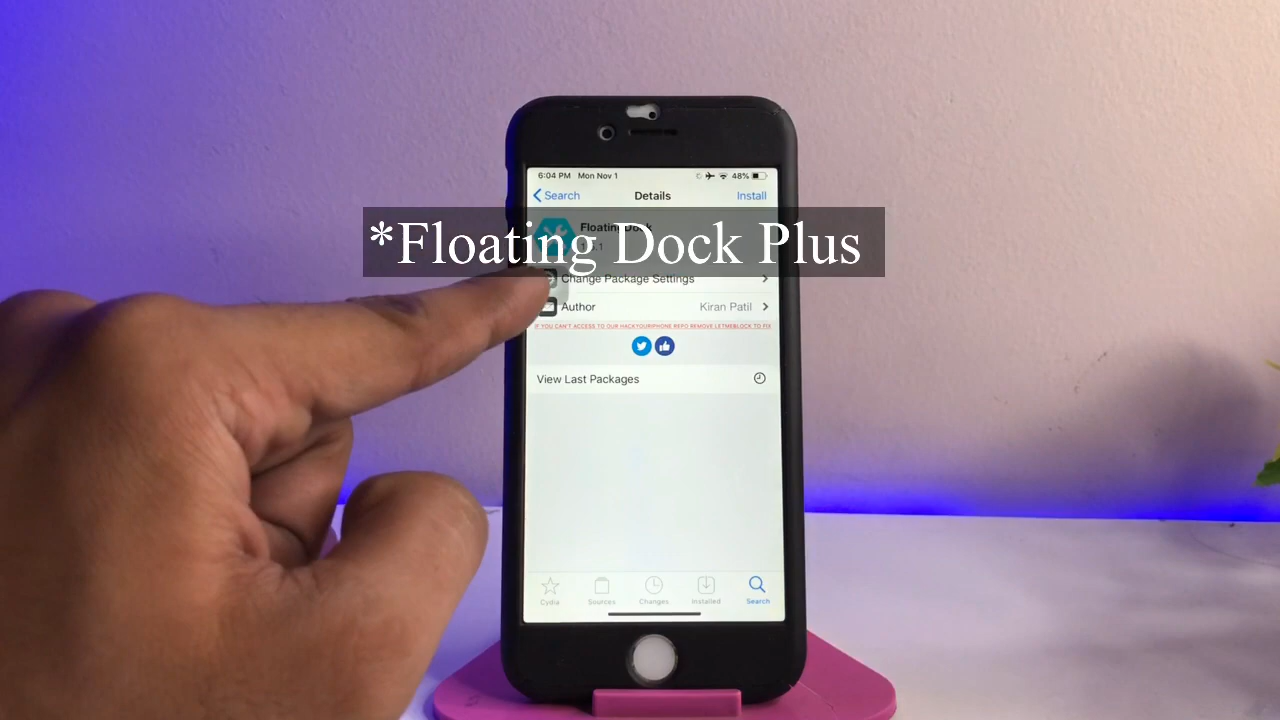 6:04 PM Mon Nov 1 48%
Search Details Install
FloatingDock
*Floating Dock Plus
Change Package Settings
Author Kiran Patil
IF YOU CAN'T ACCESS TO OUR HACKYOURIPHONE REPO REMOVE LETMEBLOCK TO FIX
View Last Packages
Cydia Sources Changes Installed Search